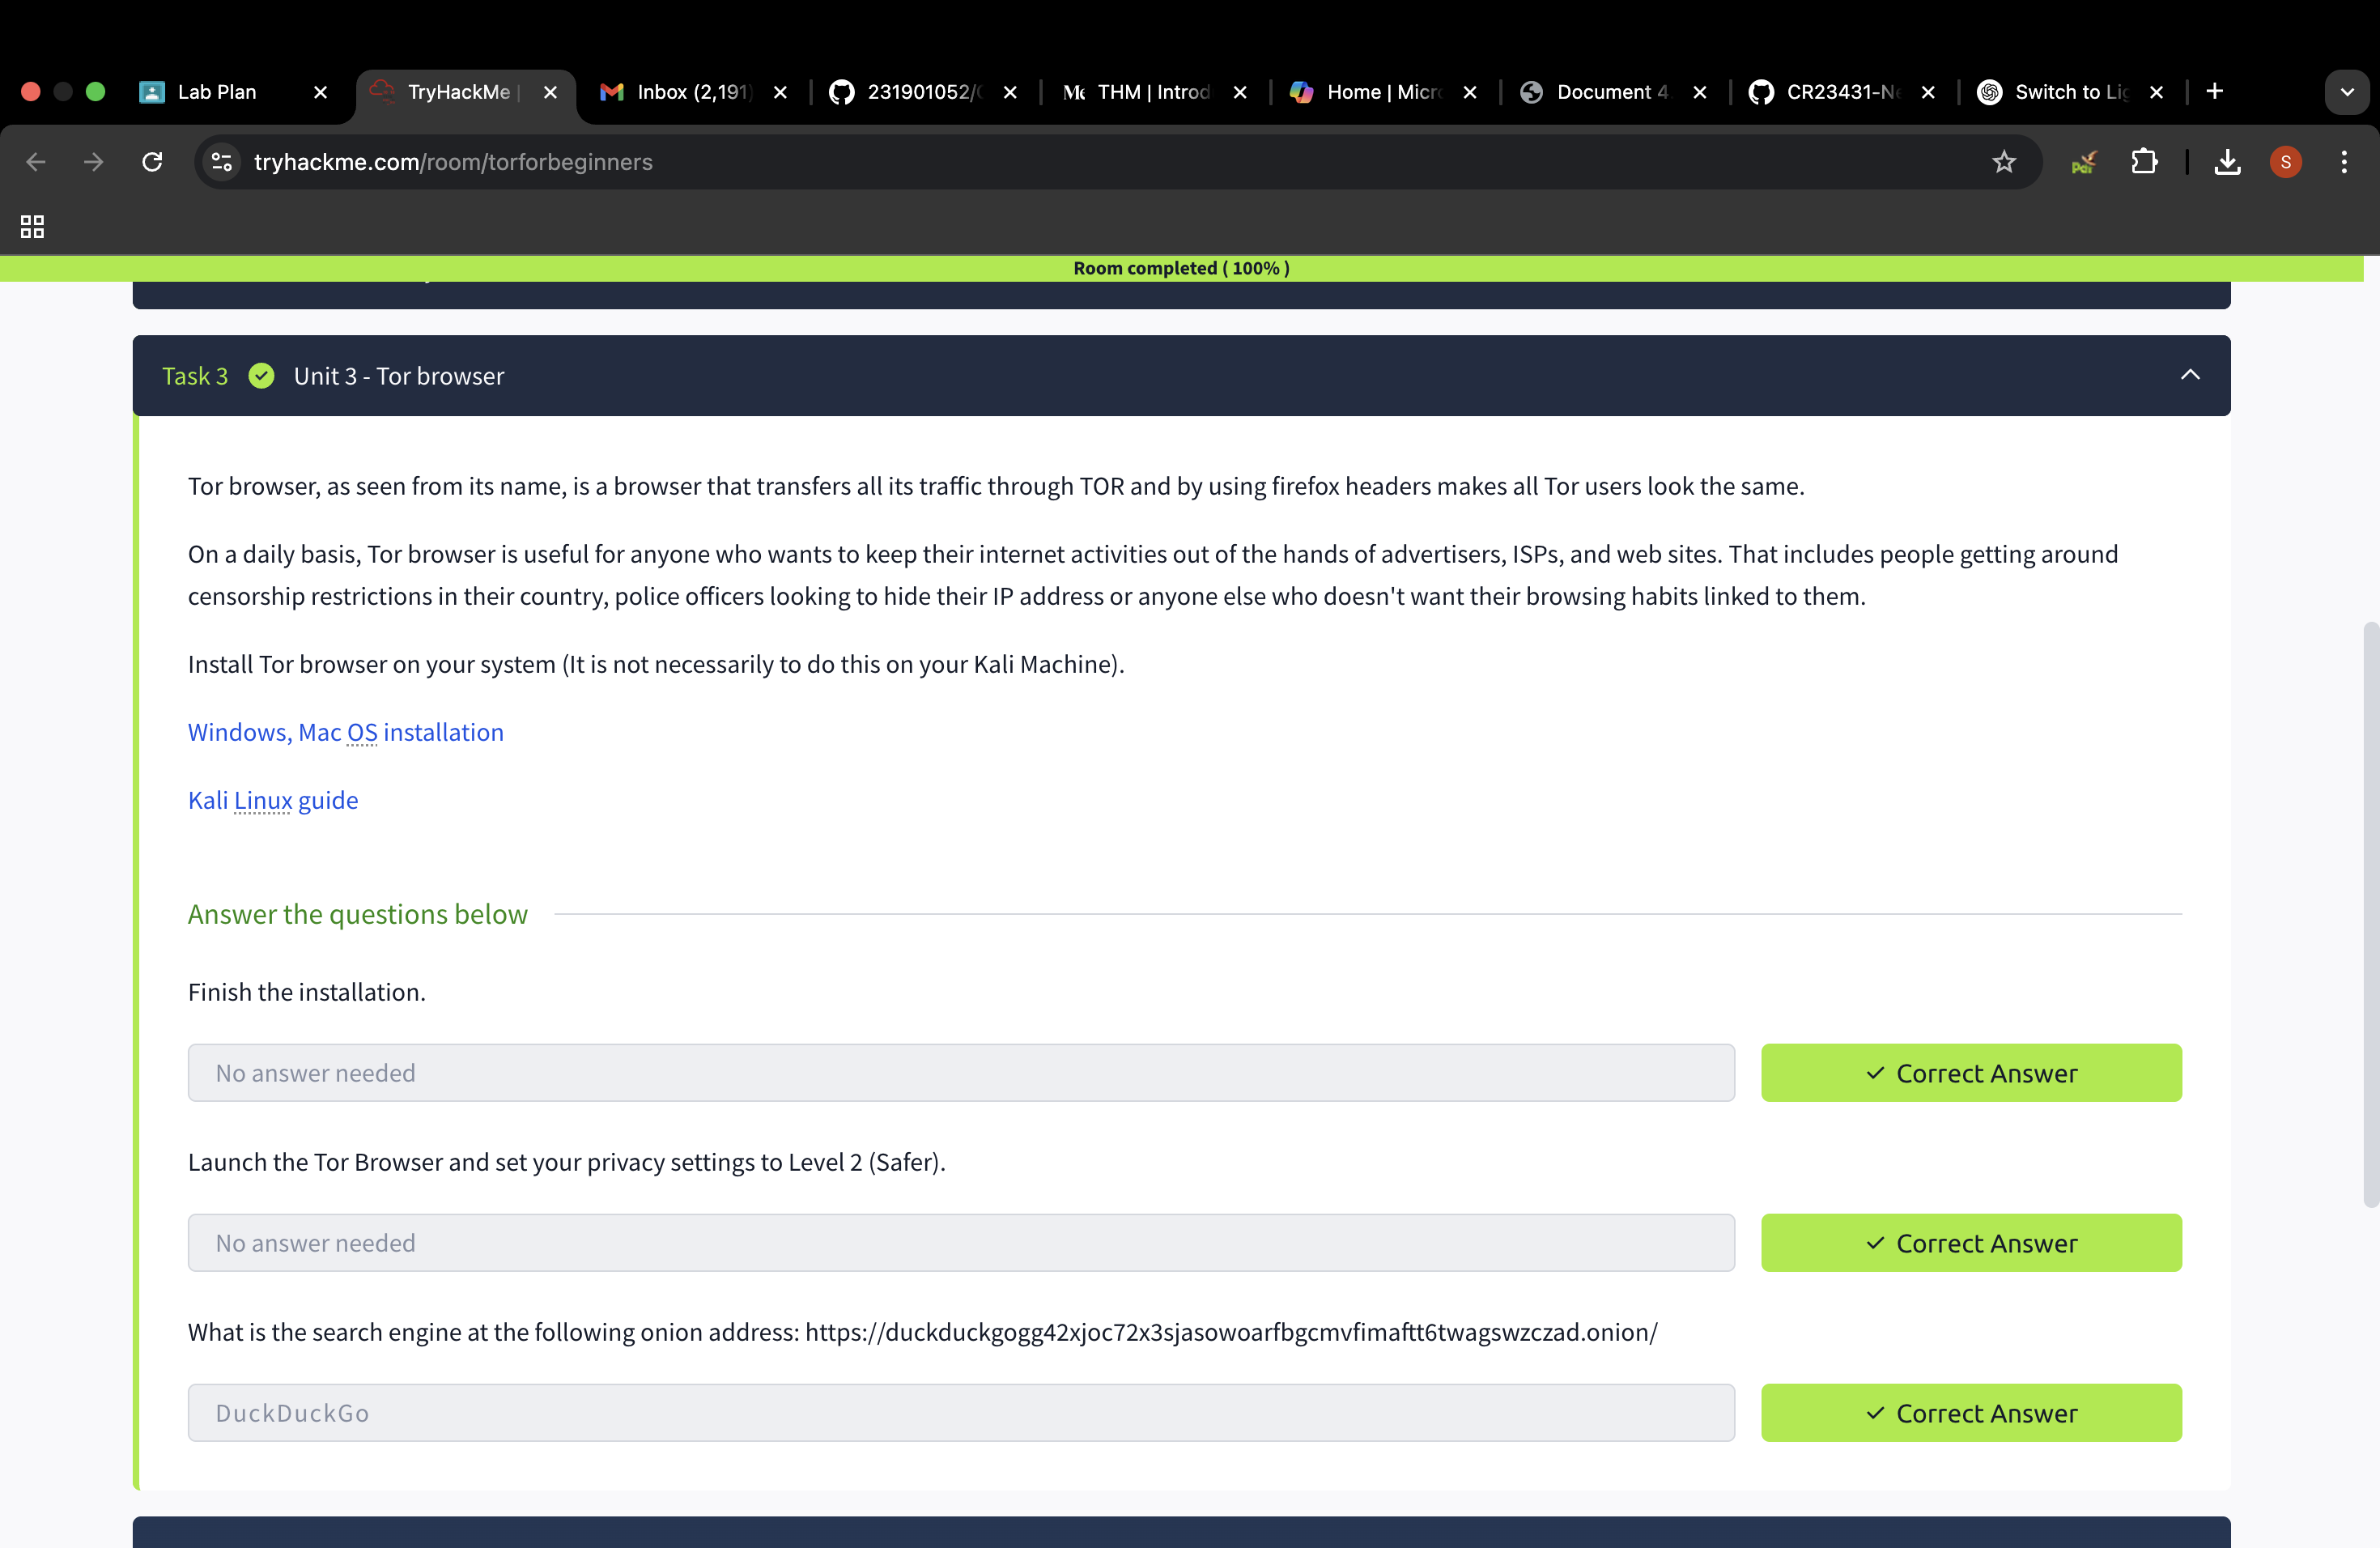 Lab Plan
TryHackMe |
Inbox (2,191)
231901052/
THM | Introd
Home | Micro
Document 4
CR23431-Ne
Switch to Lig
tryhackme.com/room/torforbeginners
S
Room completed ( 100% )
Task 3 Unit 3 - Tor browser
Tor browser, as seen from its name, is a browser that transfers all its traffic through TOR and by using firefox headers makes all Tor users look the same.
On a daily basis, Tor browser is useful for anyone who wants to keep their internet activities out of the hands of advertisers, ISPs, and web sites. That includes people getting around
censorship restrictions in their country, police officers looking to hide their IP address or anyone else who doesn't want their browsing habits linked to them.
Install Tor browser on your system (It is not necessarily to do this on your Kali Machine).
Windows, Mac OS installation
Kali Linux guide
Answer the questions below
Finish the installation.
No answer needed
Correct Answer
Launch the Tor Browser and set your privacy settings to Level 2 (Safer).
No answer needed
Correct Answer
What is the search engine at the following onion address: https://duckduckgogg42xjoc72x3sjasowoarfbgcmvfimaftt6twagswzczad.onion/
DuckDuckGo
Correct Answer